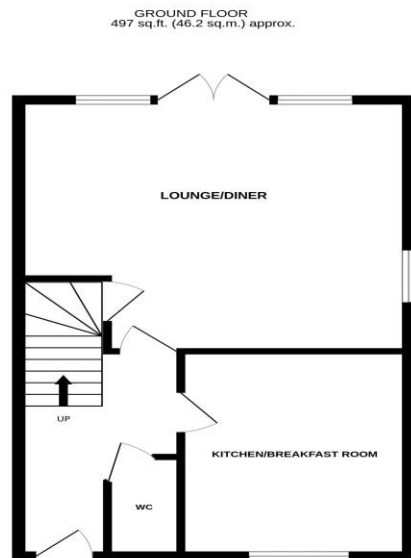 GROUND FLOOR
497 sq.ft. (46.2 sq.m.) approx.
LOUNGE/DINER
UP
KITCHEN/BREAKFAST ROOM
WC